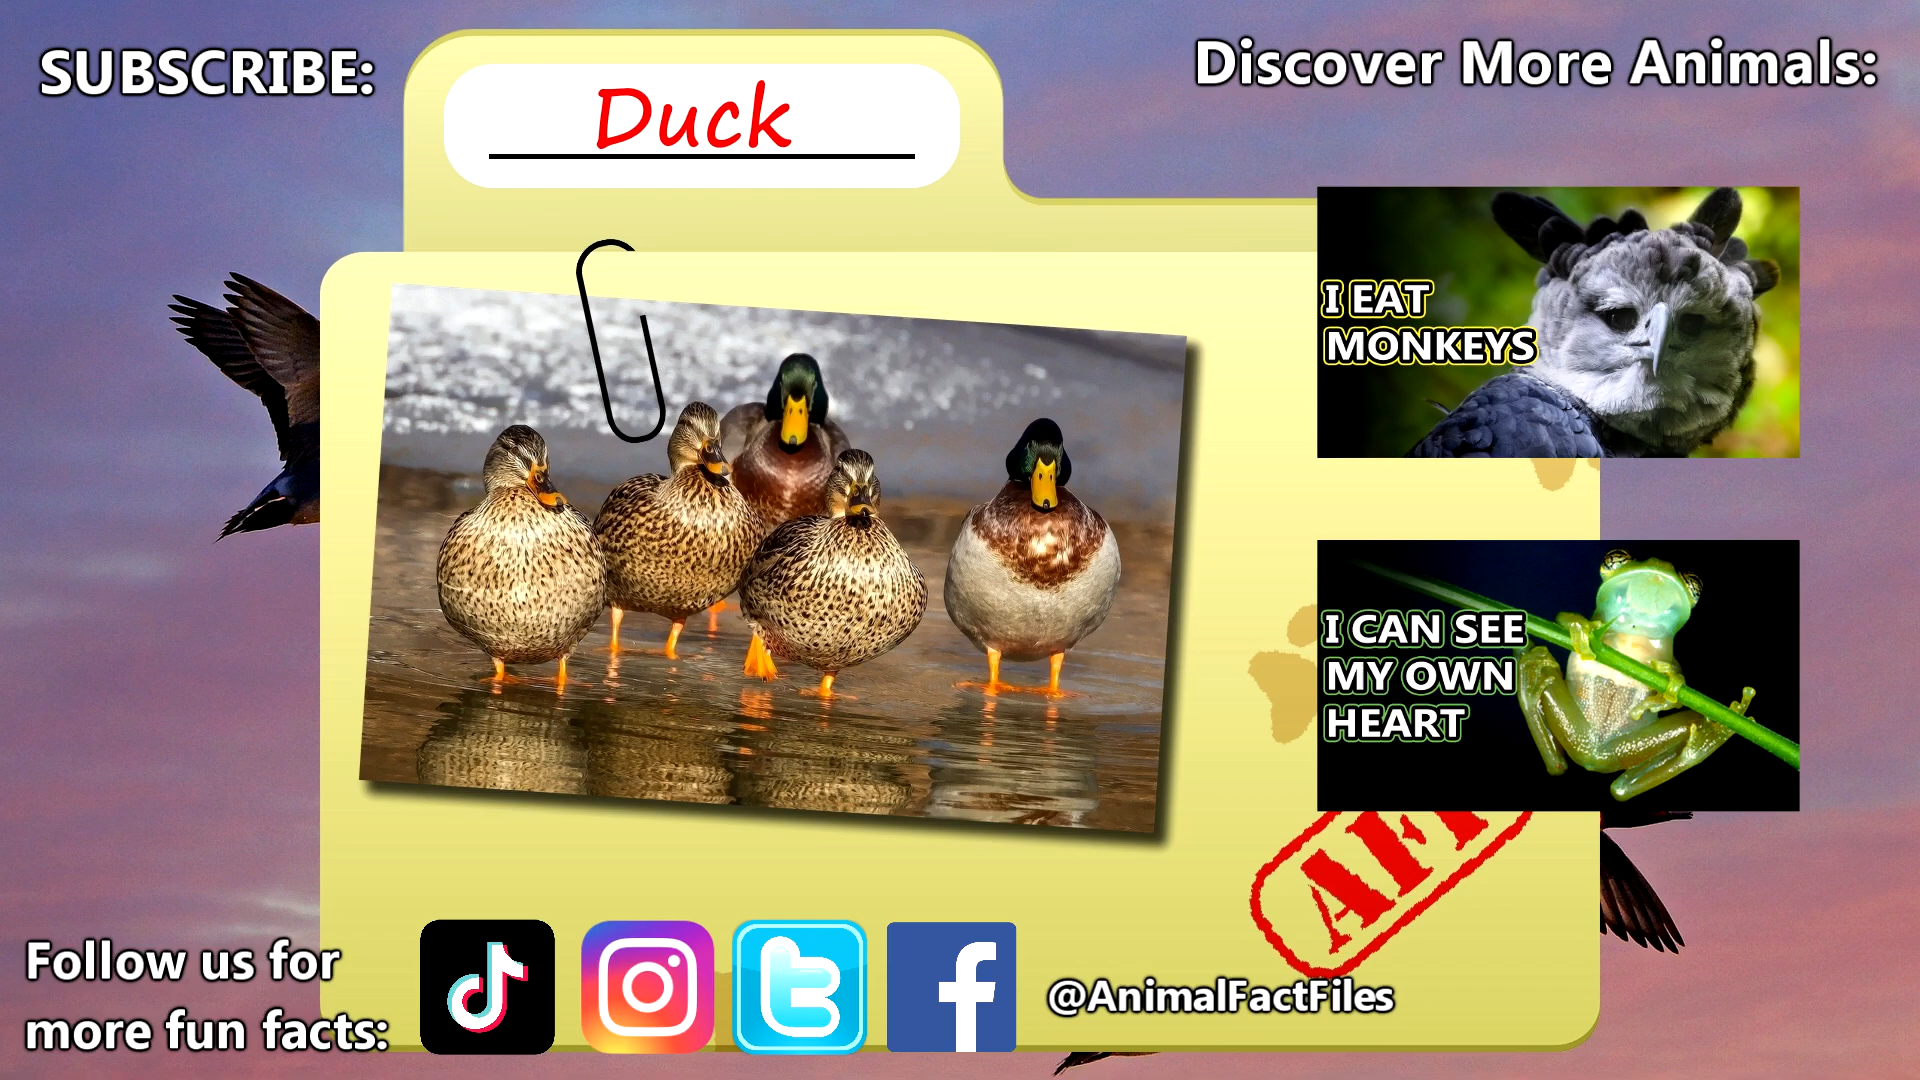 SUBSCRIBE:
Duck
Discover More Animals:
I EAT
MONKEYS
I CAN SEE
MY OWN
HEART
AFF
Follow us for
more fun facts:
@AnimalFactFiles